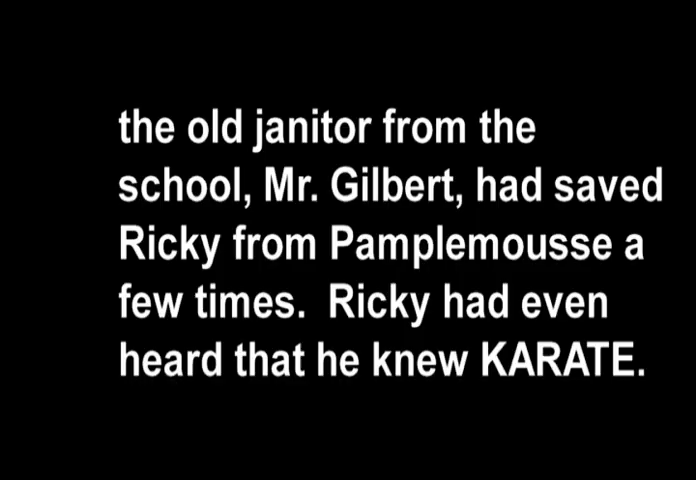 the old janitor from the
school, Mr. Gilbert, had saved
Ricky from Pamplemousse a
few times.  Ricky had even
heard that he knew KARATE.